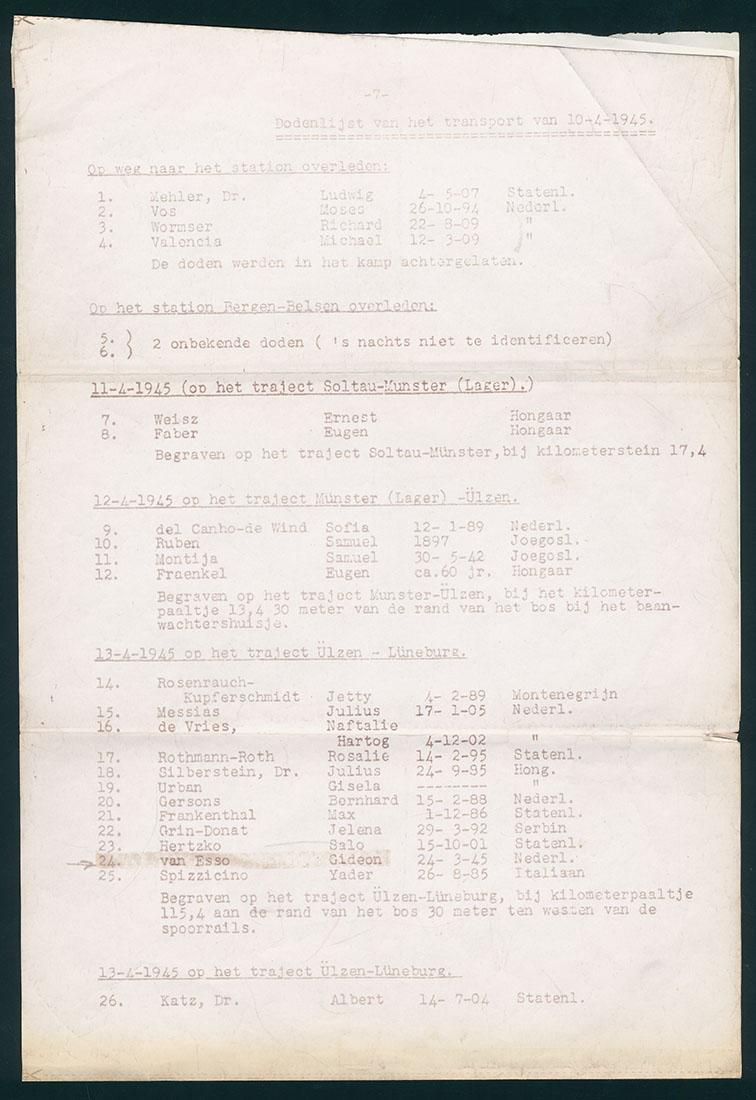 -7-
Dodenlijst van het transport van 10-4-1945.
Op weg naar het station overleden:
1. Mehler, Dr. Ludwig 4- 5-07 Statenl.
2. Vos Moses 26-10-94 Nederl.
3. Wormser Richard 22- 8-09 "
4. Valencia Michael 12- 3-09 "
De doden werden in het kamp achtergelaten.
Op het station Bergen-Belsen overleden:
5. }
6. ) 2 onbekende doden ( 's nachts niet te identificeren)
11-4-1945 (op het traject Soltau-Munster (Lager).)
7. Weisz Ernest Hongaar
8. Faber Eugen Hongaar
Begraven op het traject Soltau-Münster,bij kilometerstein 17,4
12-4-1945 op het traject Münster (Lager) -Ülzen.
9. del Canho-de Wind Sofia 12- 1-89 Nederl.
10. Ruben Samuel 1897 Joegosl.
11. Montija Samuel 30- 5-42 Joegosl.
12. Fraenkel Eugen ca.60 jr. Hongaar
Begraven op het traject Munster-Ülzen, bij het kilometer-
paaltje 13,4 30 meter van de rand van het bos bij het baan-
wachtershuisje.
13-4-1945 op het traject Ülzen - Lüneburg.
14. Rosenrauch-
Kupferschmidt Jetty 4- 2-89 Montenegrijn
15. Messias Julius 17- 1-05 Nederl.
16. de Vries, Naftalie
Hartog 4-12-02 "
17. Rothmann-Roth Rosalie 14- 2-95 Statenl.
18. Silberstein, Dr. Julius 24- 9-85 Hong.
19. Urban Gisela -------- "
20. Gersons Bernhard 15- 2-88 Nederl.
21. Frankenthal Max 1-12-86 Statenl.
22. Grin-Donat Jelena 29- 3-92 Serbin
23. Hertzko Salo 15-10-01 Statenl.
24. van Esso Gideon 24- 3-45 Nederl.
25. Spizzicino Yader 26- 8-85 Italiaan
Begraven op het traject Ülzen-Lüneburg, bij kilometerpaaltje
115,4 aan de rand van het bos 30 meter ten westen van de
spoorrails.
13-4-1945 op het traject Ülzen-Lüneburg.
26. Katz, Dr. Albert 14- 7-04 Statenl.